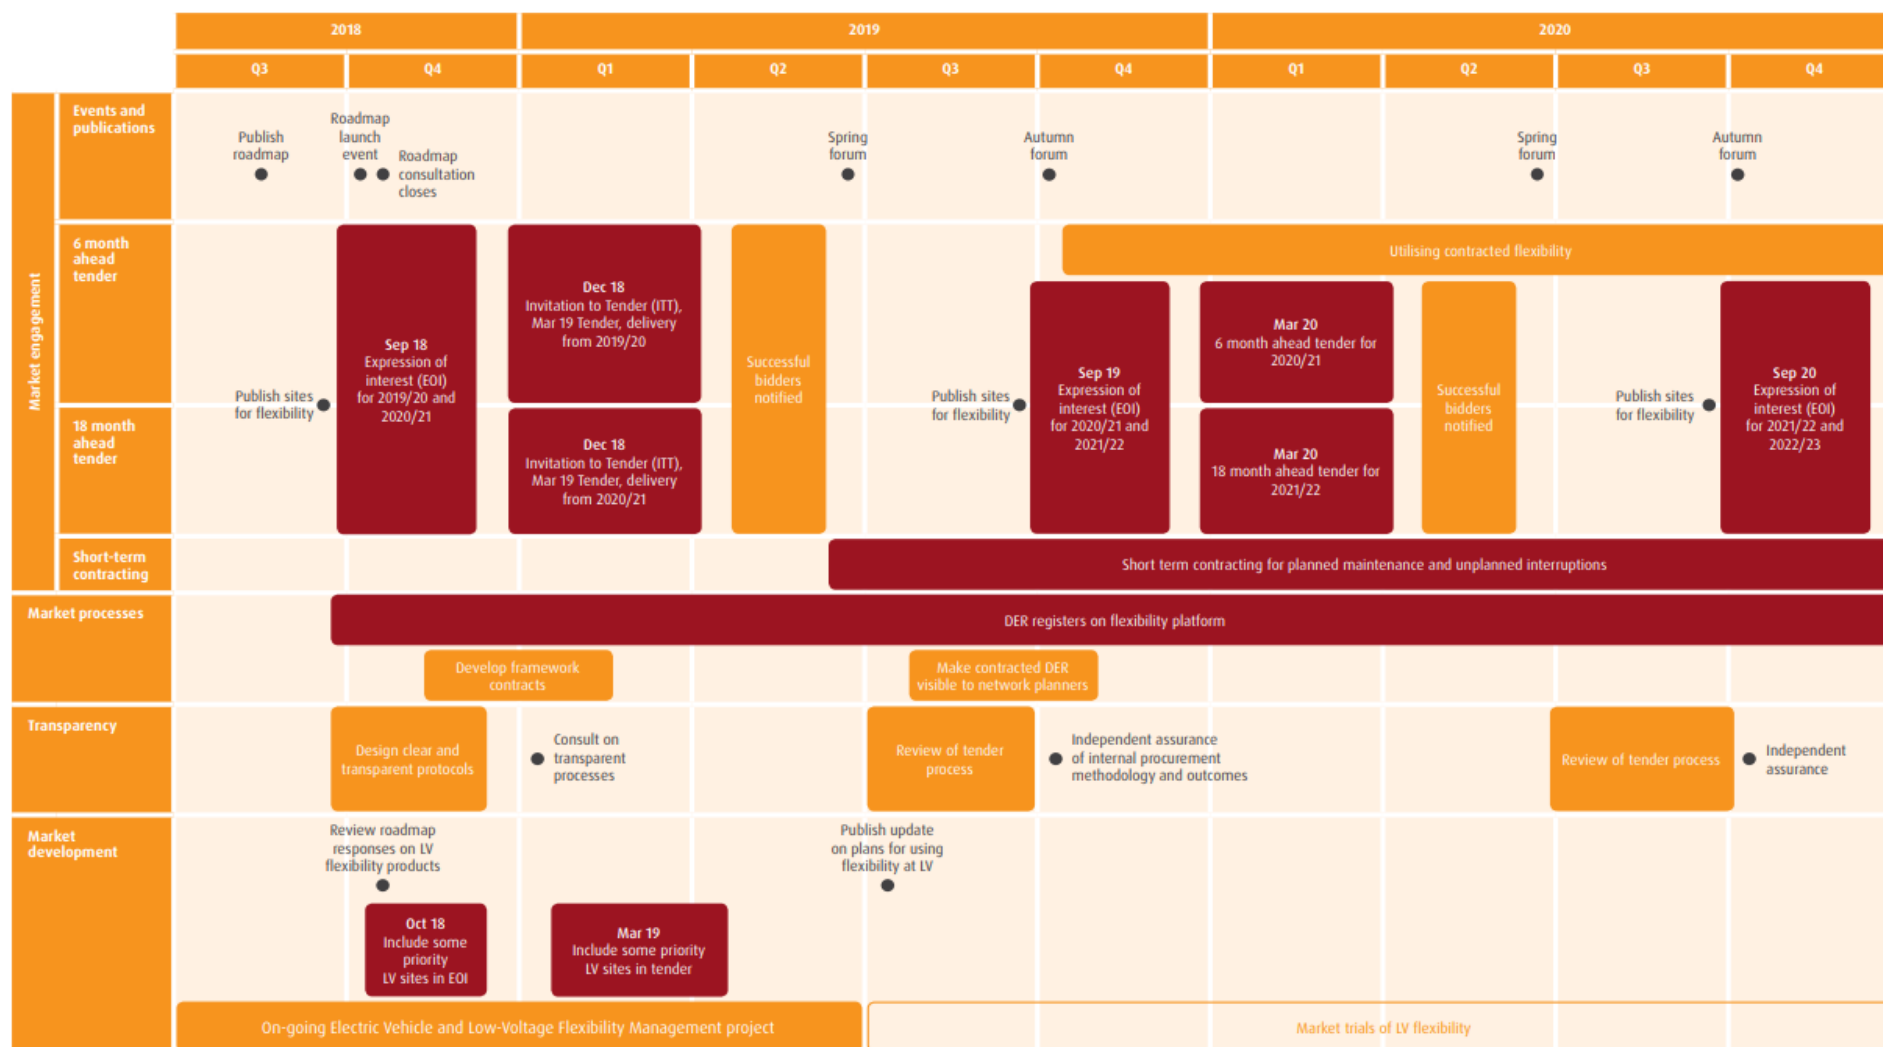 2018
2019
2020
Q3
Q4
Q1
Q2
Q3
Q4
Q1
Q2
Q3
Q4
Market engagement
Events and
publications
Publish
roadmap
Roadmap
launch
event
Roadmap
consultation
closes
Spring
forum
Autumn
forum
Spring
forum
Autumn
forum
6 month
ahead
tender
18 month
ahead
tender
Publish sites
for flexibility
Sep 18
Expression of
interest (EOI)
for 2019/20 and
2020/21
Dec 18
Invitation to Tender (ITT),
Mar 19 Tender, delivery
from 2019/20
Dec 18
Invitation to Tender (ITT),
Mar 19 Tender, delivery
from 2020/21
Successful
bidders
notified
Publish sites
for flexibility
Utilising contracted flexibility
Sep 19
Expression of
interest (EOI)
for 2020/21 and
2021/22
Mar 20
6 month ahead tender for
2020/21
Mar 20
18 month ahead tender for
2021/22
Successful
bidders
notified
Publish sites
for flexibility
Sep 20
Expression of
interest (EOI)
for 2021/22 and
2022/23
Short-term
contracting
Short term contracting for planned maintenance and unplanned interruptions
Market processes
DER registers on flexibility platform
Develop framework
contracts
Make contracted DER
visible to network planners
Transparency
Design clear and
transparent protocols
Consult on
transparent
processes
Review of tender
process
Independent assurance
of internal procurement
methodology and outcomes
Review of tender process
Independent
assurance
Market
development
Review roadmap
responses on LV
flexibility products
Publish update
on plans for using
flexibility at LV
Oct 18
Include some
priority
LV sites in EOI
Mar 19
Include some priority
LV sites in tender
On-going Electric Vehicle and Low-Voltage Flexibility Management project
Market trials of LV flexibility